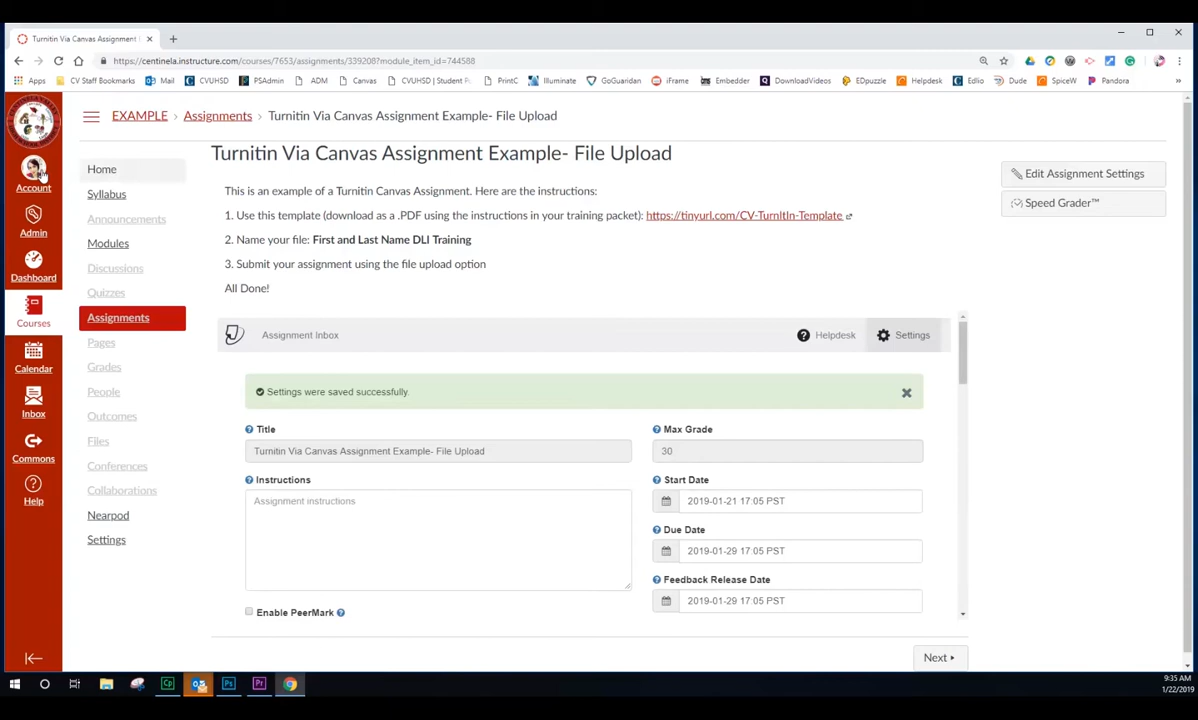 Turnitin Via Canvas Assignment
https://centinela.instructure.com/courses/7653/assignments/339208?module_item_id=744588
Apps CV Staff Bookmarks Mail CVUHSD PSAdmin ADM Canvas CVUHSD | Student Po PrintC Illuminate GoGuardian iFrame Embedder DownloadVideos EDpuzzle Helpdesk Edlio Dude SpiceW Pandora »
EXAMPLE › Assignments › Turnitin Via Canvas Assignment Example- File Upload
Account
Admin
Dashboard
Courses
Calendar
Inbox
Commons
Help
Home
Syllabus
Announcements
Modules
Discussions
Quizzes
Assignments
Pages
Grades
People
Outcomes
Files
Conferences
Collaborations
Nearpod
Settings
Turnitin Via Canvas Assignment Example- File Upload
This is an example of a Turnitin Canvas Assignment. Here are the instructions:
1. Use this template (download as a .PDF using the instructions in your training packet): https://tinyurl.com/CV-TurnItIn-Template
2. Name your file: First and Last Name DLI Training
3. Submit your assignment using the file upload option
All Done!
Edit Assignment Settings
Speed Grader™
Assignment Inbox Helpdesk Settings
Settings were saved successfully.
Title
Turnitin Via Canvas Assignment Example- File Upload
Instructions
Assignment instructions
Enable PeerMark
Max Grade
30
Start Date
2019-01-21 17:05 PST
Due Date
2019-01-29 17:05 PST
Feedback Release Date
2019-01-29 17:05 PST
Next
9:35 AM
1/22/2019